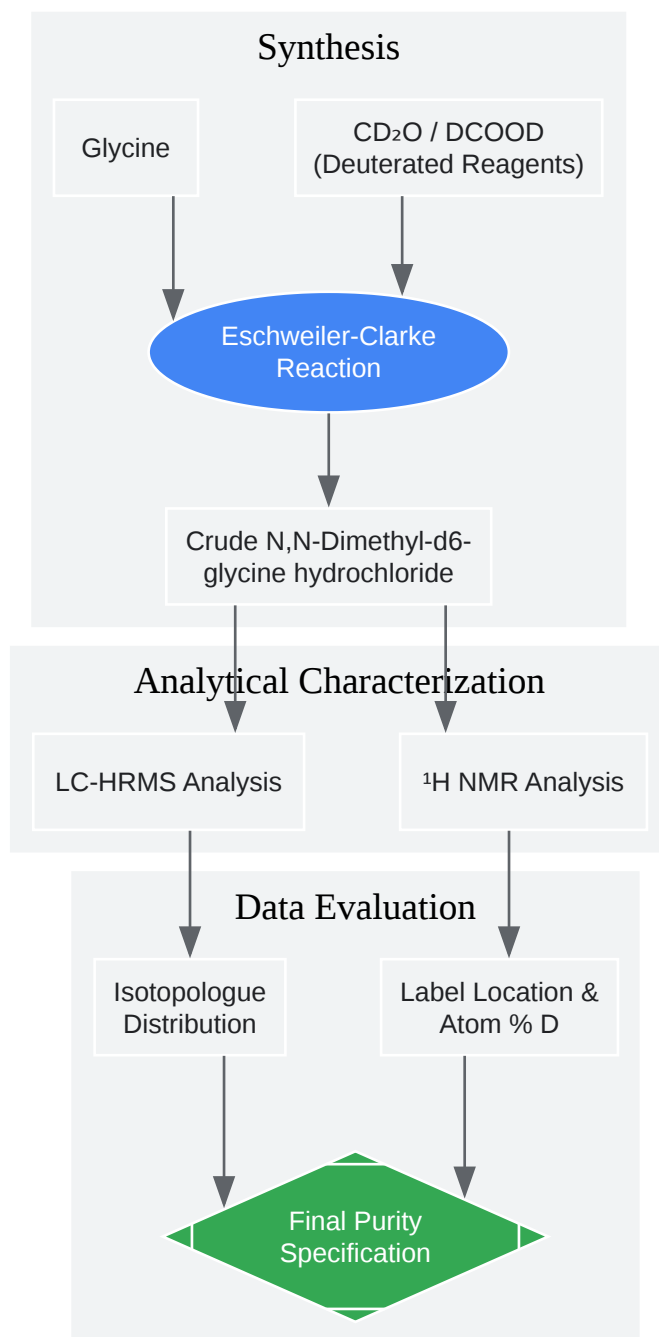 Synthesis
Glycine
CD₂O / DCOOD
(Deuterated Reagents)
Eschweiler-Clarke
Reaction
Crude N,N-Dimethyl-d6-
glycine hydrochloride
Analytical Characterization
LC-HRMS Analysis
¹H NMR Analysis
Data Evaluation
Isotopologue
Distribution
Label Location &
Atom % D
Final Purity
Specification